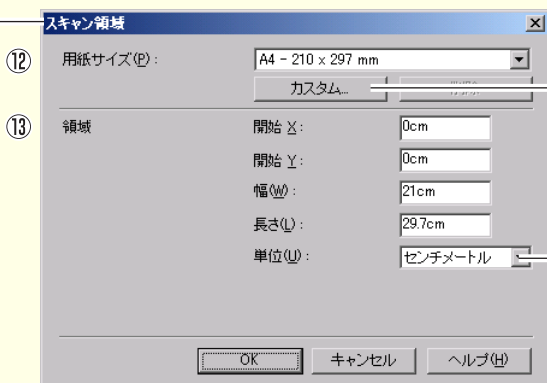 スキャン領域
⑫ 用紙サイズ(P): A4 - 210 x 297 mm
カスタム... 削除
⑬ 領域 開始 X: 0cm
開始 Y: 0cm
幅(W): 21cm
長さ(L): 29.7cm
単位(U): センチメートル
OK キャンセル ヘルプ(H)